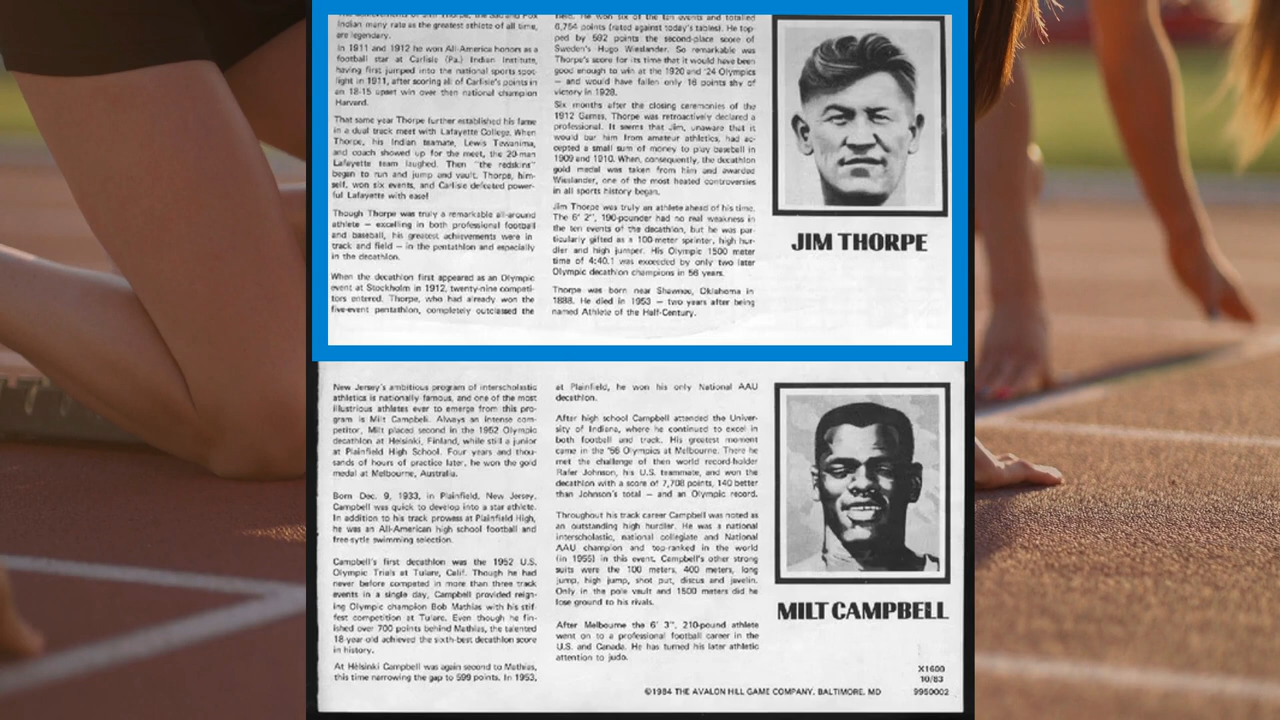 Indian many rate as the greatest athlete of all time,
are legendary.
In 1911 and 1912 he won All-America honors as a
football star at Carlisle (Pa.) Indian Institute,
having first jumped into the national sports spot-
light in 1911, after scoring all of Carlisle's points in
an 18-15 upset win over then national champion
Harvard.
That same year Thorpe further established his fame
in a dual track meet with Lafayette College. When
Thorpe, his Indian teamate, Lewis Tewanima,
and coach showed up for the meet, the 20-man
Lafayette team laughed. Then "the redskins"
began to run and jump and vault. Thorpe, him-
self, won six events, and Carlisle defeated power-
ful Lafayette with ease!
Though Thorpe was truly a remarkable all-around
athlete — excelling in both professional football
and baseball, his greatest achievements were in
track and field — in the pentathlon and especially
in the decathlon.
When the decathlon first appeared as an Olympic
event at Stockholm in 1912, twenty-nine competi-
tors entered. Thorpe, who had already won the
five-event pentathlon, completely outclassed the
field. He won six of the ten events and totalled
6,754 points (rated against today's tables). He top-
ped by 592 points the second-place score of
Sweden's Hugo Wieslander. So remarkable was
Thorpe's score for its time that it would have been
good enough to win at the 1920 and '24 Olympics
— and would have fallen only 16 points shy of
victory in 1928.
Six months after the closing ceremonies of the
1912 Games, Thorpe was retroactively declared a
professional. It seems that Jim, unaware that it
would bar him from amateur athletics, had ac-
cepted a small sum of money to play baseball in
1909 and 1910. When, consequently, the decathlon
gold medal was taken from him and awarded
Wieslander, one of the most heated controversies
in all sports history began.
Jim Thorpe was truly an athlete ahead of his time.
The 6' 2", 190-pounder had no real weakness in
the ten events of the decathlon, but he was par-
ticularly gifted as a 100-meter sprinter, high hur-
dler and high jumper. His Olympic 1500 meter
time of 4:40.1 was exceeded by only two later
Olympic decathlon champions in 56 years.
Thorpe was born near Shawnee, Oklahoma in
1888. He died in 1953 — two years after being
named Athlete of the Half-Century.
JIM THORPE
New Jersey's ambitious program of interscholastic
athletics is nationally famous, and one of the most
illustrious athletes ever to emerge from this pro-
gram is Milt Campbell. Always an intense com-
petitor, Milt placed second in the 1952 Olympic
decathlon at Helsinki, Finland, while still a junior
at Plainfield High School. Four years and thou-
sands of hours of practice later, he won the gold
medal at Melbourne, Australia.
Born Dec. 9, 1933, in Plainfield, New Jersey,
Campbell was quick to develop into a star athlete.
In addition to his track prowess at Plainfield High,
he was an All-American high school football and
free-sytle swimming selection.
Campbell's first decathlon was the 1952 U.S.
Olympic Trials at Tulare, Calif. Though he had
never before competed in more than three track
events in a single day, Campbell provided reign-
ing Olympic champion Bob Mathias with his stif-
fest competition at Tulare. Even though he fin-
ished over 700 points behind Mathias, the talented
18-year old achieved the sixth-best decathlon score
in history.
At Helsinki Campbell was again second to Mathias,
this time narrowing the gap to 599 points. In 1953,
at Plainfield, he won his only National AAU
decathlon.
After high school Campbell attended the Univer-
sity of Indiana, where he continued to excel in
both football and track. His greatest moment
came in the '56 Olympics at Melbourne. There he
met the challenge of then world record-holder
Rafer Johnson, his U.S. teammate, and won the
decathlon with a score of 7,708 points, 140 better
than Johnson's total — and an Olympic record.
Throughout his track career Campbell was noted as
an outstanding high hurdler. He was a national
interscholastic, national collegiate and National
AAU champion and top-ranked in the world
(in 1955) in this event. Campbell's other strong
suits were the 100 meters, 400 meters, long
jump, high jump, shot put, discus and javelin.
Only in the pole vault and 1500 meters did he
lose ground to his rivals.
After Melbourne the 6' 3", 210-pound athlete
went on to a professional football career in the
U.S. and Canada. He has turned his later athletic
attention to judo.
MILT CAMPBELL
X1600
10/83
©1984 THE AVALON HILL GAME COMPANY, BALTIMORE, MD
9950002